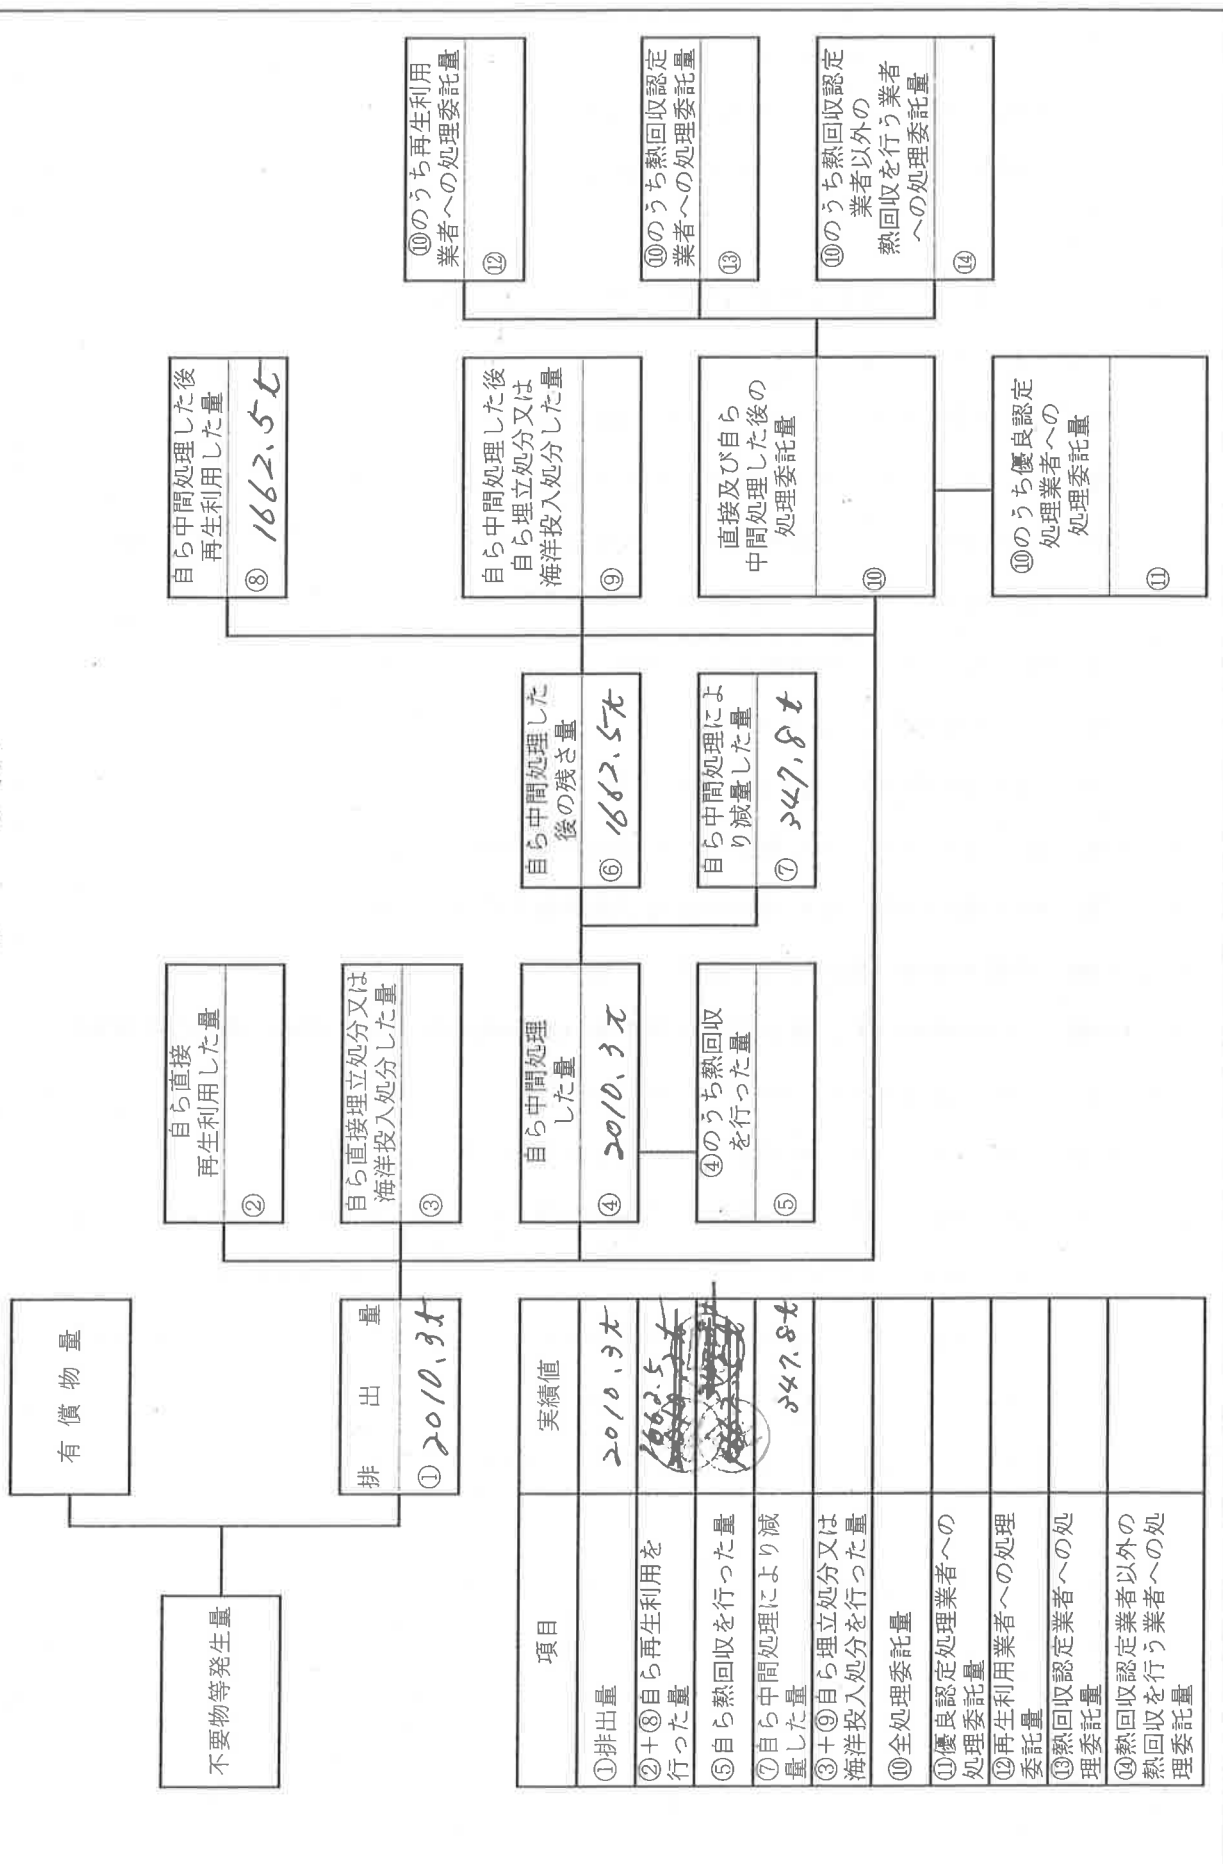 不要物等発生量
有償物量
排出量
① 2010.3t
自ら直接
再生利用した量
②
自ら直接埋立処分又は
海洋投入処分した量
③
自ら中間処理
した量
④ 2010.3t
④のうち熱回収
を行った量
⑤
自ら中間処理した
後の残さ量
⑥ 1662.5t
自ら中間処理によ
り減量した量
⑦ 347.8t
自ら中間処理した後
再生利用した量
⑧ 1662.5t
自ら中間処理した後
自ら埋立処分又は
海洋投入処分した量
⑨
直接及び自ら
中間処理した後の
処理委託量
⑩
⑩のうち優良認定
処理業者への
処理委託量
⑪
⑩のうち再生利用
業者への処理委託量
⑫
⑩のうち熱回収認定
業者への処理委託量
⑬
⑩のうち熱回収認定
業者以外の
熱回収を行う業者
への処理委託量
⑭
項目 実績値
①排出量 2010.3t
②+⑧自ら再生利用を
行った量 1662.5
⑤自ら熱回収を行った量
⑦自ら中間処理により減
量した量 347.8t
③+⑨自ら埋立処分又は
海洋投入処分を行った量
⑩全処理委託量
⑪優良認定処理業者への
処理委託量
⑫再生利用業者への処理
委託量
⑬熱回収認定業者への処
理委託量
⑭熱回収認定業者以外の
熱回収を行う業者への処
理委託量